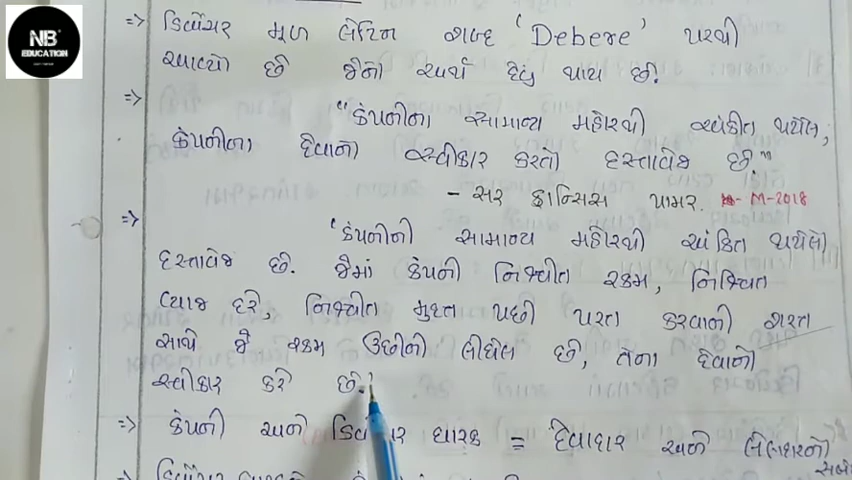 NB
EDUCATION
=> ડિબેંચર મૂળ લેટિન શબ્દ 'Debere' પરથી
આવ્યો છે જેનો અર્થ દેવું થાય છે.
=> "કંપનીના સામાન્ય મહોરથી અંકીત થયેલ,
કંપનીના દેવાનો સ્વીકાર કરતો દસ્તાવેજ છે."
- સર ફ્રાન્સિસ પામર. M-2018
=> 'કંપનીની સામાન્ય મહોરથી અંકિત થયેલો
દસ્તાવેજ છે. જેમાં કંપની નિશ્ચીત રકમ, નિશ્ચિત
વ્યાજ દરે, નિશ્ચીત મુદ્દત પછી પરત કરવાની શરત
સાથે જે રકમ ઉછીની લીધેલ છે, તેના દેવાનો
સ્વીકાર કરે છે.'
=> કંપની અને ધારક = દેવાદાર અને લેણદારનો